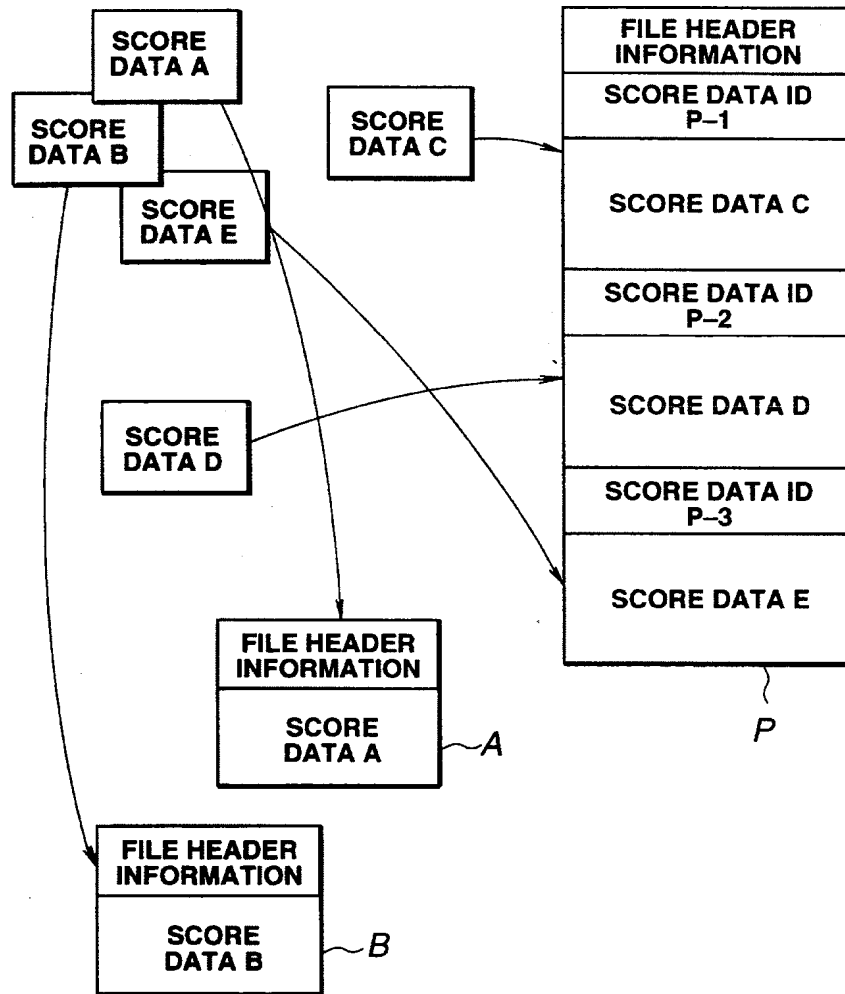 SCORE
DATA A
SCORE
DATA B
SCORE
DATA E
SCORE
DATA C
SCORE
DATA D
FILE HEADER
INFORMATION
SCORE DATA ID
P-1
SCORE DATA C
SCORE DATA ID
P-2
SCORE DATA D
SCORE DATA ID
P-3
SCORE DATA E
P
FILE HEADER
INFORMATION
SCORE
DATA A
A
FILE HEADER
INFORMATION
SCORE
DATA B
B